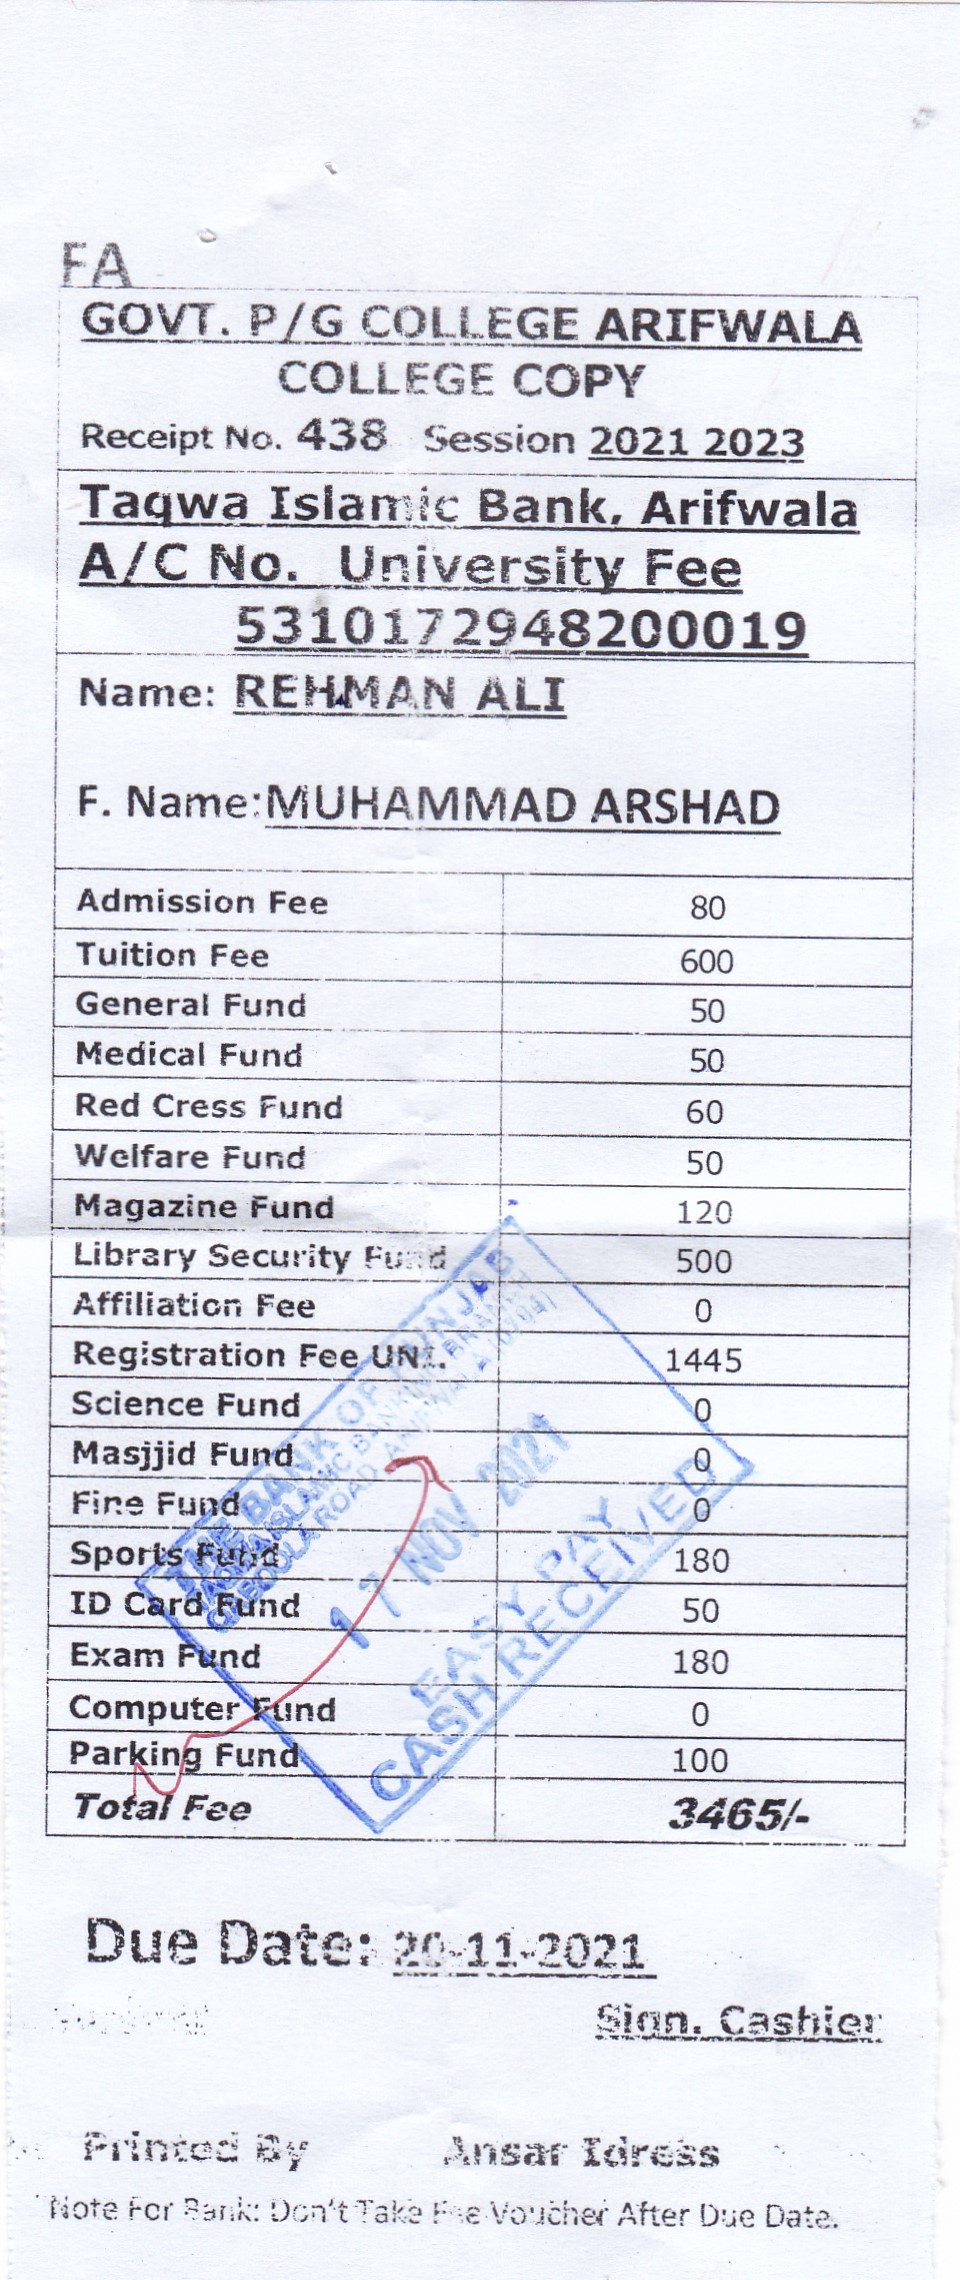 FA
GOVT. P/G COLLEGE ARIFWALA
COLLEGE COPY
Receipt No. 438 Session 2021 2023
Taqwa Islamic Bank, Arifwala
A/C No. University Fee
5310172948200019
Name: REHMAN ALI
F. Name:MUHAMMAD ARSHAD
Admission Fee 80
Tuition Fee 600
General Fund 50
Medical Fund 50
Red Cress Fund 60
Welfare Fund 50
Magazine Fund 120
Library Security Fund 500
Affiliation Fee 0
Registration Fee UNI. 1445
Science Fund 0
Masjjid Fund 0
Fine Fund 0
Sports Fund 180
ID Card Fund 50
Exam Fund 180
Computer Fund 0
Parking Fund 100
Total Fee 3465/-
THE BANK OF PUNJAB
TAQWA ISLAMIC BANKING BRANCH
QABOOLA ROAD ARIFWALA (0704)
17 NOV 2021
EASY PAY
CASH RECEIVED
Due Date: 20-11-2021
Sign. Cashier
Printed By Ansar Idress
Note For Bank: Don't Take Fee Voucher After Due Date.